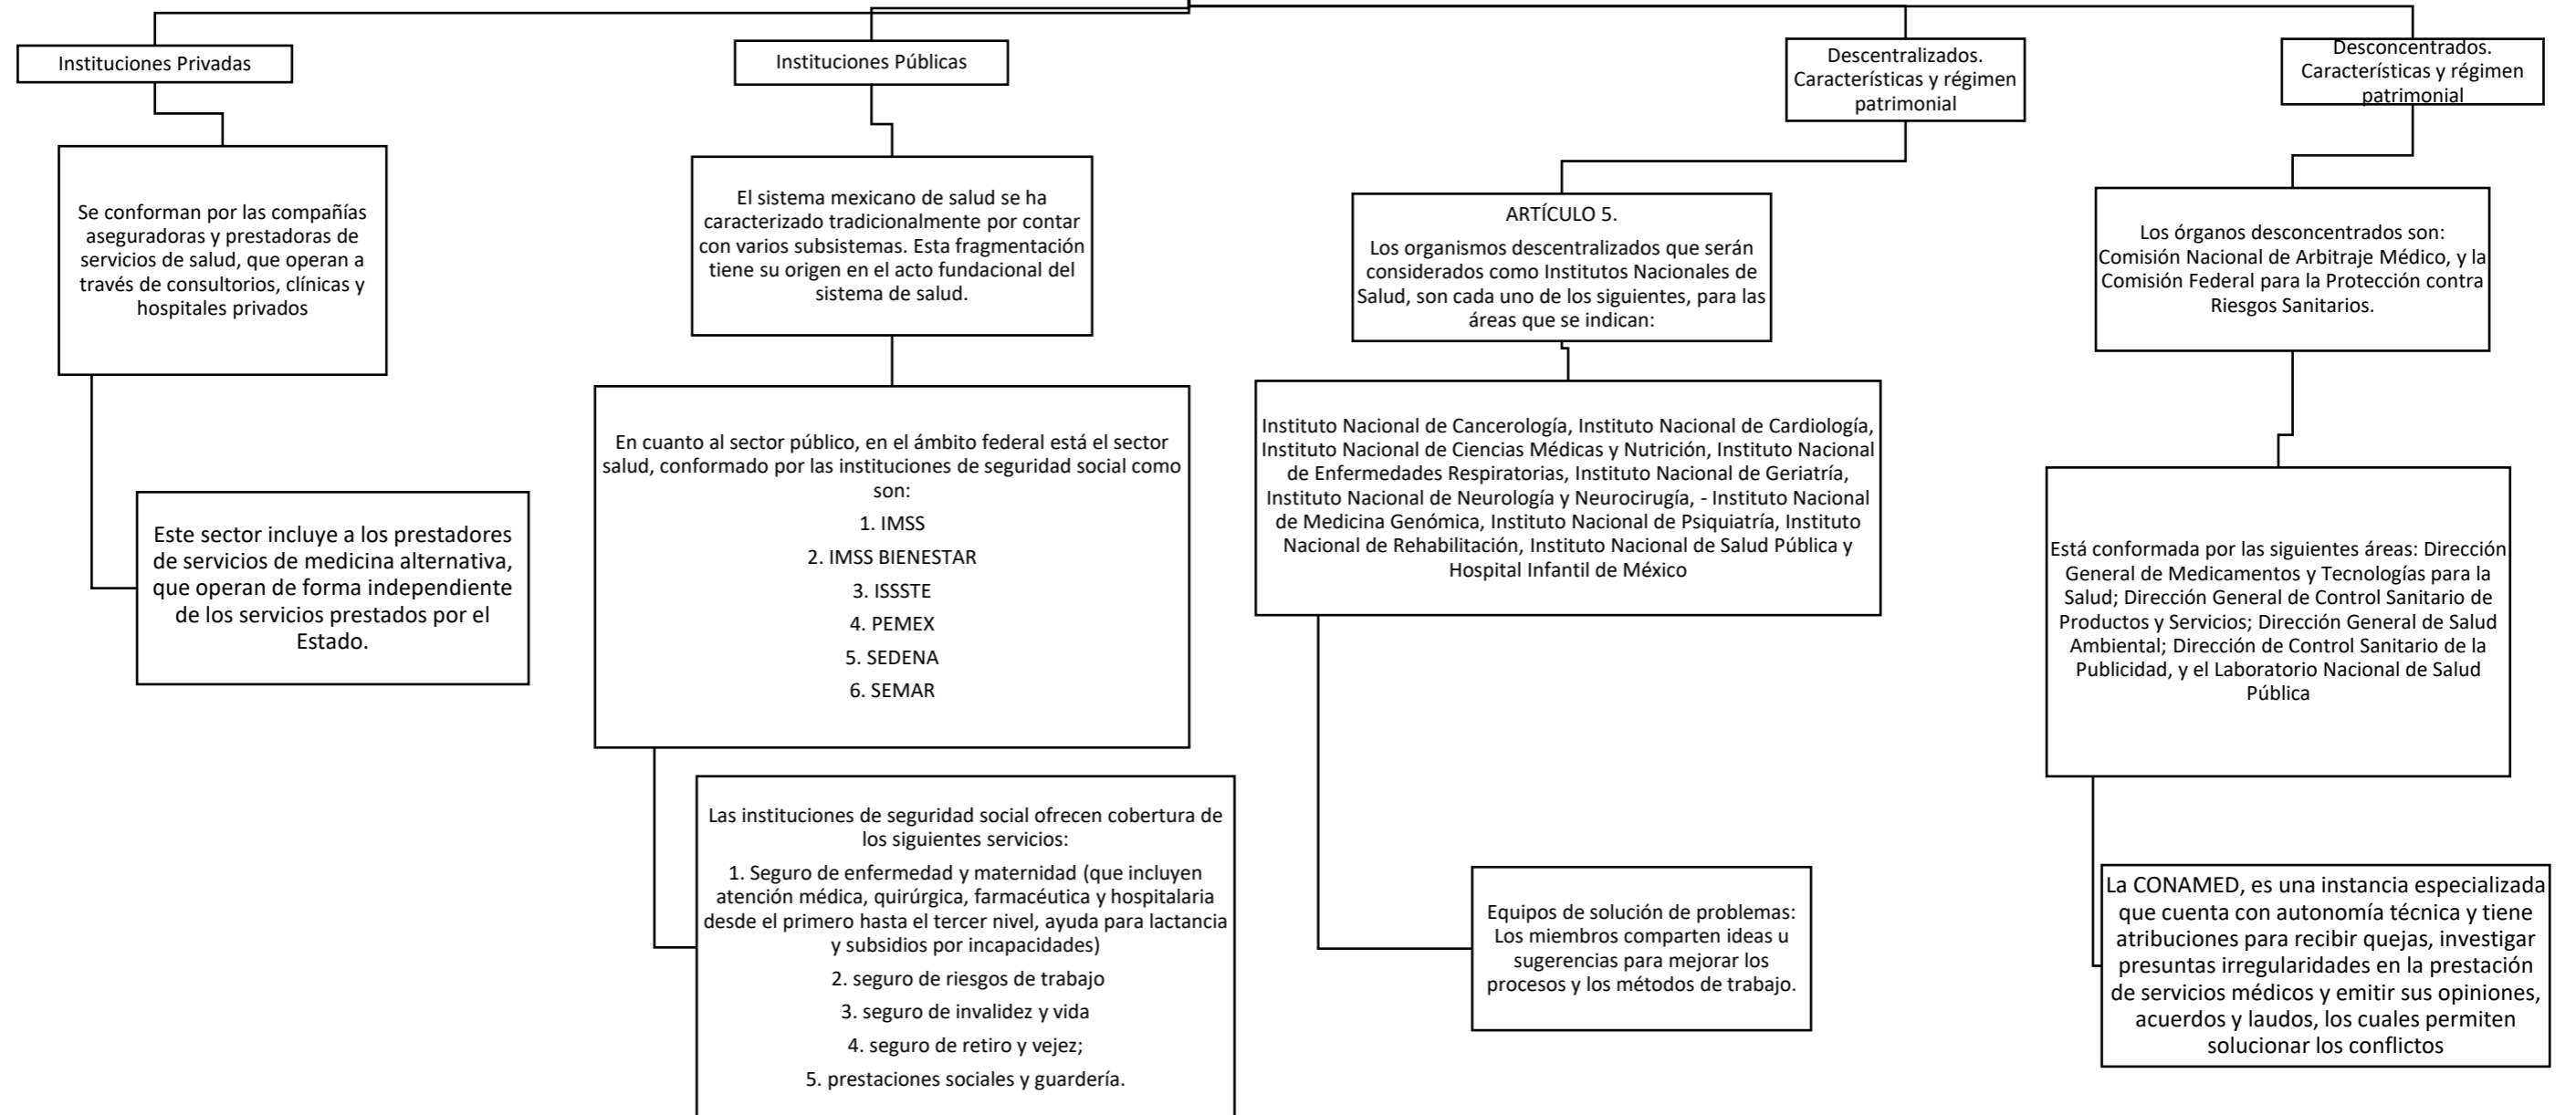 Instituciones Privadas
Se conforman por las compañías
aseguradoras y prestadoras de
servicios de salud, que operan a
través de consultorios, clínicas y
hospitales privados
Este sector incluye a los prestadores
de servicios de medicina alternativa,
que operan de forma independiente
de los servicios prestados por el
Estado.
Instituciones Públicas
El sistema mexicano de salud se ha
caracterizado tradicionalmente por contar
con varios subsistemas. Esta fragmentación
tiene su origen en el acto fundacional del
sistema de salud.
En cuanto al sector público, en el ámbito federal está el sector
salud, conformado por las instituciones de seguridad social como
son:
1. IMSS
2. IMSS BIENESTAR
3. ISSSTE
4. PEMEX
5. SEDENA
6. SEMAR
Las instituciones de seguridad social ofrecen cobertura de
los siguientes servicios:
1. Seguro de enfermedad y maternidad (que incluyen
atención médica, quirúrgica, farmacéutica y hospitalaria
desde el primero hasta el tercer nivel, ayuda para lactancia
y subsidios por incapacidades)
2. seguro de riesgos de trabajo
3. seguro de invalidez y vida
4. seguro de retiro y vejez;
5. prestaciones sociales y guardería.
Descentralizados.
Características y régimen
patrimonial
ARTÍCULO 5.
Los organismos descentralizados que serán
considerados como Institutos Nacionales de
Salud, son cada uno de los siguientes, para las
áreas que se indican:
Instituto Nacional de Cancerología, Instituto Nacional de Cardiología,
Instituto Nacional de Ciencias Médicas y Nutrición, Instituto Nacional
de Enfermedades Respiratorias, Instituto Nacional de Geriatría,
Instituto Nacional de Neurología y Neurocirugía, - Instituto Nacional
de Medicina Genómica, Instituto Nacional de Psiquiatría, Instituto
Nacional de Rehabilitación, Instituto Nacional de Salud Pública y
Hospital Infantil de México
Equipos de solución de problemas:
Los miembros comparten ideas u
sugerencias para mejorar los
procesos y los métodos de trabajo.
Desconcentrados.
Características y régimen
patrimonial
Los órganos desconcentrados son:
Comisión Nacional de Arbitraje Médico, y la
Comisión Federal para la Protección contra
Riesgos Sanitarios.
Está conformada por las siguientes áreas: Dirección
General de Medicamentos y Tecnologías para la
Salud; Dirección General de Control Sanitario de
Productos y Servicios; Dirección General de Salud
Ambiental; Dirección de Control Sanitario de la
Publicidad, y el Laboratorio Nacional de Salud
Pública
La CONAMED, es una instancia especializada
que cuenta con autonomía técnica y tiene
atribuciones para recibir quejas, investigar
presuntas irregularidades en la prestación
de servicios médicos y emitir sus opiniones,
acuerdos y laudos, los cuales permiten
solucionar los conflictos